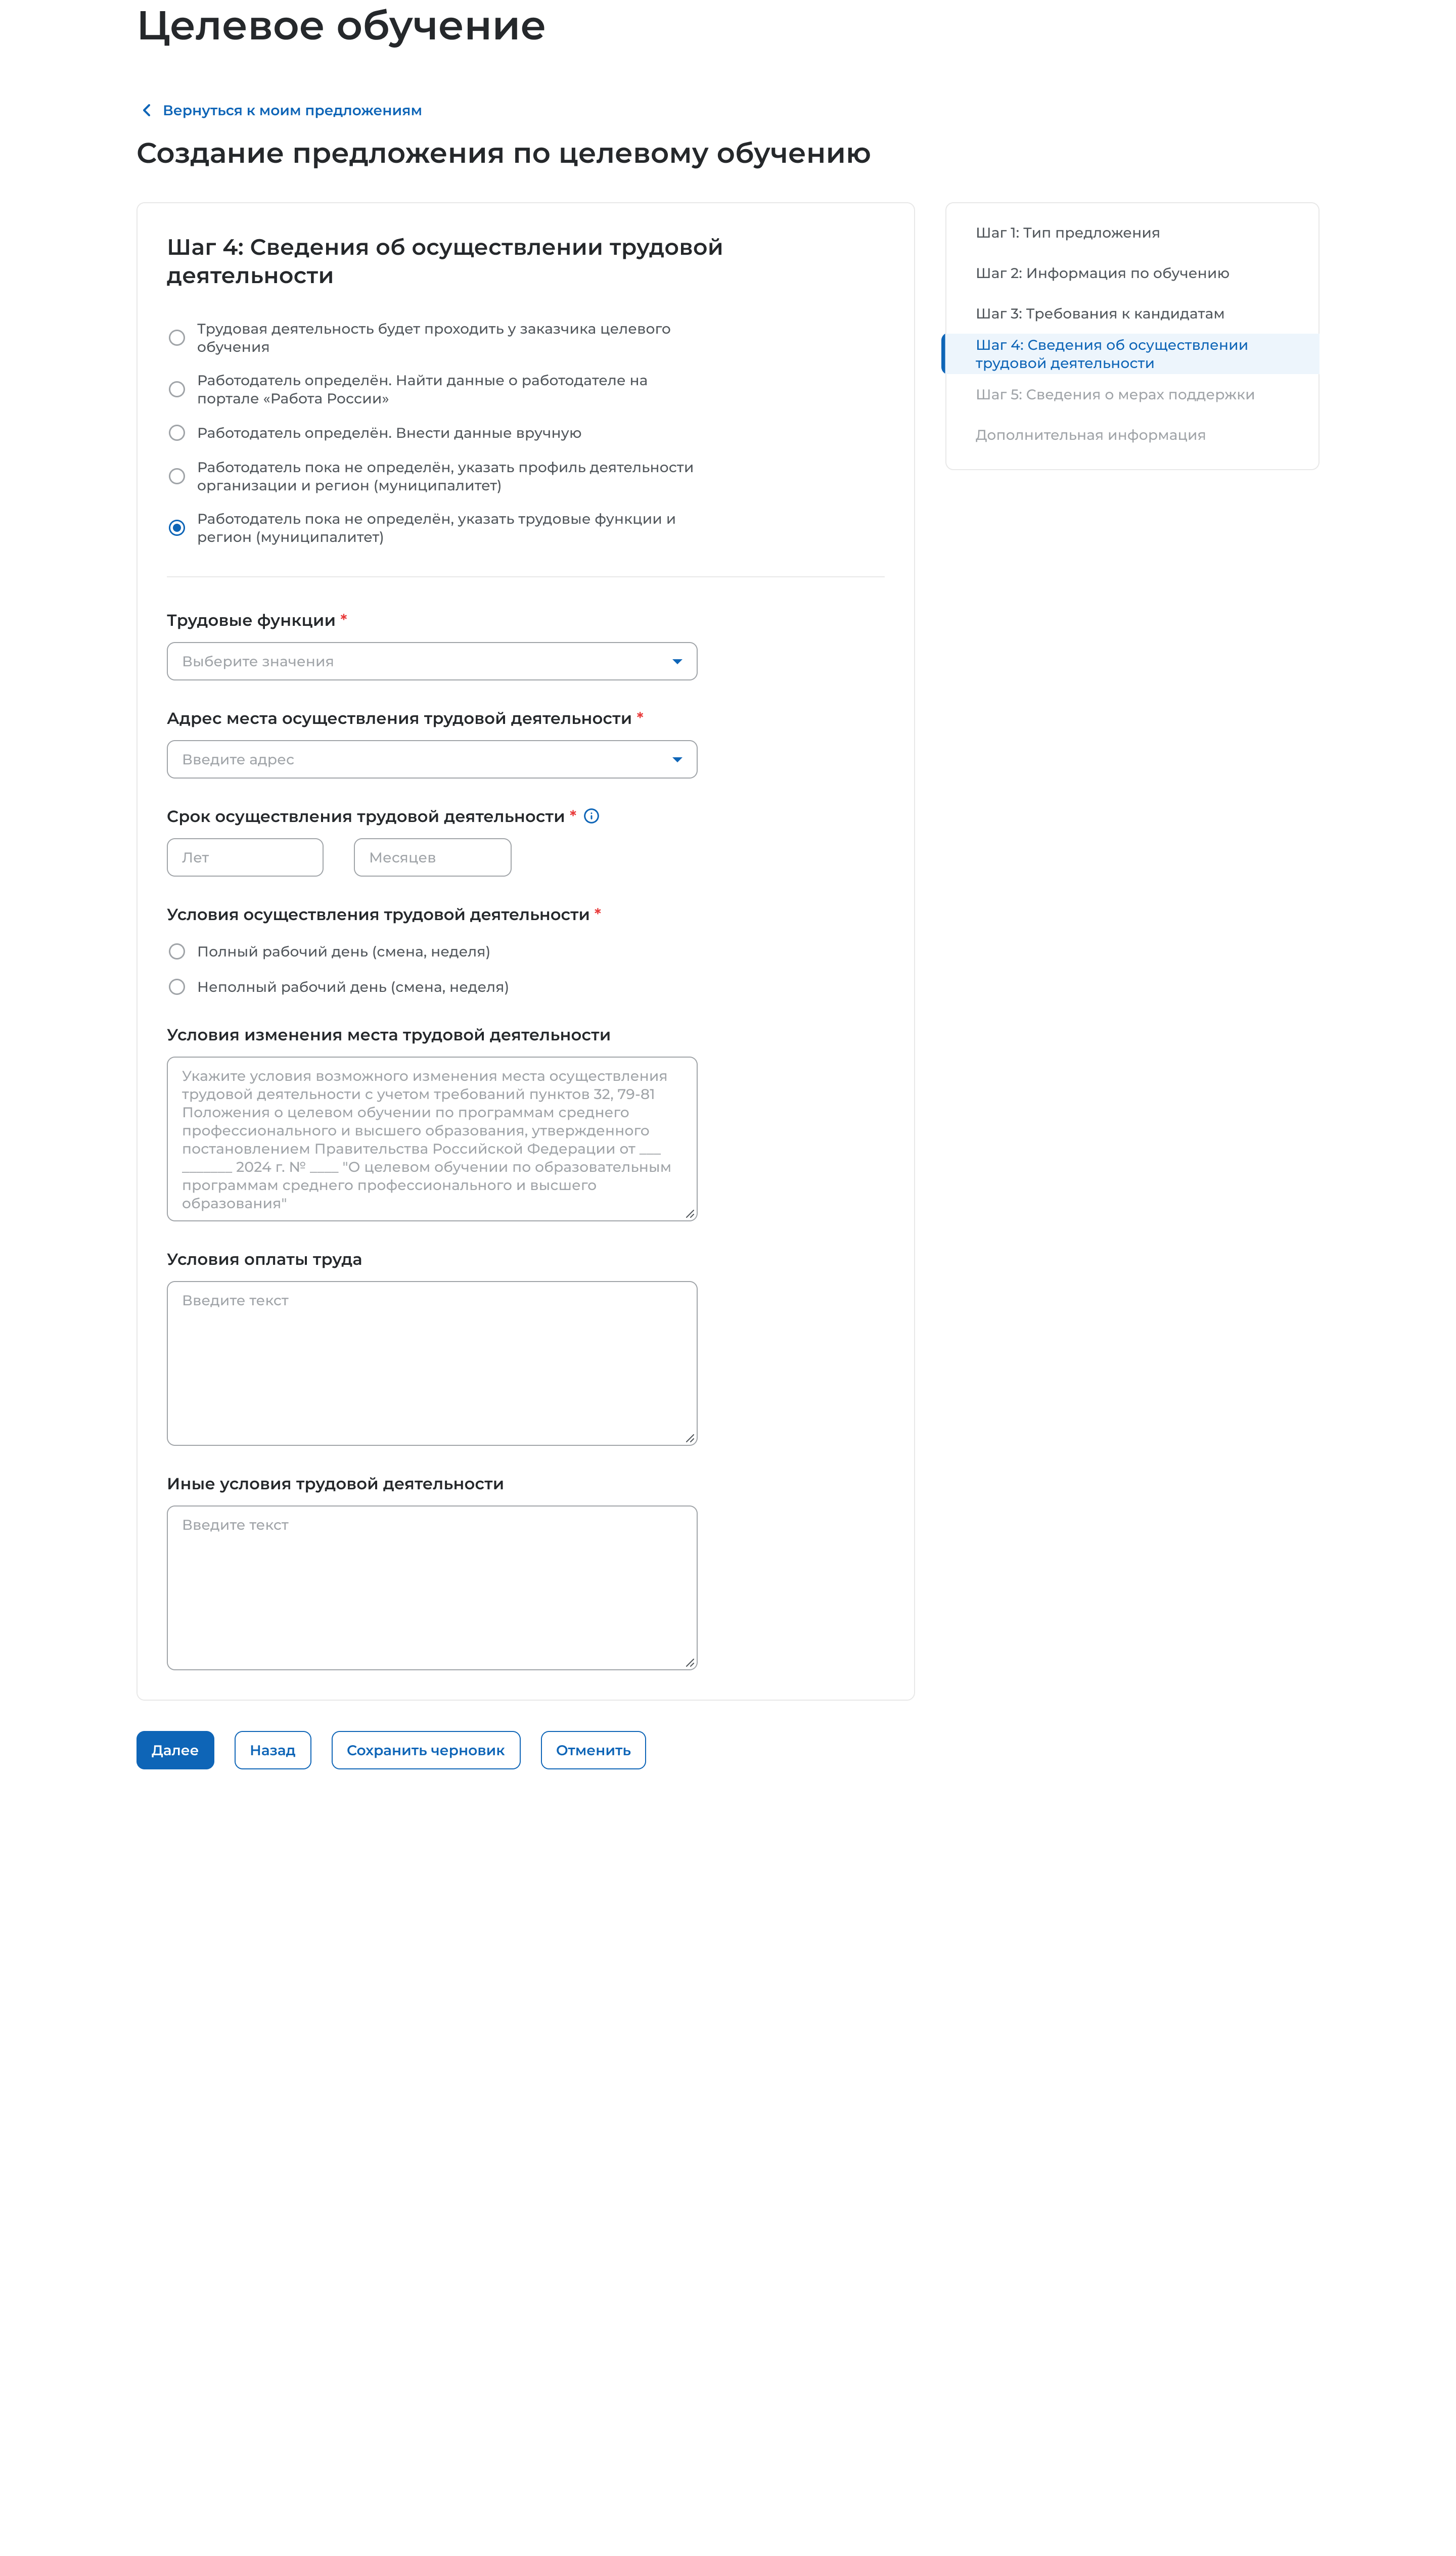 Целевое обучение
Вернуться к моим предложениям
Создание предложения по целевому обучению
Шаг 4: Сведения об осуществлении трудовой
деятельности
Трудовая деятельность будет проходить у заказчика целевого
обучения
Работодатель определён. Найти данные о работодателе на
портале «Работа России»
Работодатель определён. Внести данные вручную
Работодатель пока не определён, указать профиль деятельности
организации и регион (муниципалитет)
Работодатель пока не определён, указать трудовые функции и
регион (муниципалитет)
Трудовые функции *
Выберите значения
Адрес места осуществления трудовой деятельности *
Введите адрес
Срок осуществления трудовой деятельности *
Лет
Месяцев
Условия осуществления трудовой деятельности *
Полный рабочий день (смена, неделя)
Неполный рабочий день (смена, неделя)
Условия изменения места трудовой деятельности
Укажите условия возможного изменения места осуществления
трудовой деятельности с учетом требований пунктов 32, 79-81
Положения о целевом обучении по программам среднего
профессионального и высшего образования, утвержденного
постановлением Правительства Российской Федерации от ___
_______ 2024 г. № ____ "О целевом обучении по образовательным
программам среднего профессионального и высшего
образования"
Условия оплаты труда
Введите текст
Иные условия трудовой деятельности
Введите текст
Далее
Назад
Сохранить черновик
Отменить
Шаг 1: Тип предложения
Шаг 2: Информация по обучению
Шаг 3: Требования к кандидатам
Шаг 4: Сведения об осуществлении
трудовой деятельности
Шаг 5: Сведения о мерах поддержки
Дополнительная информация